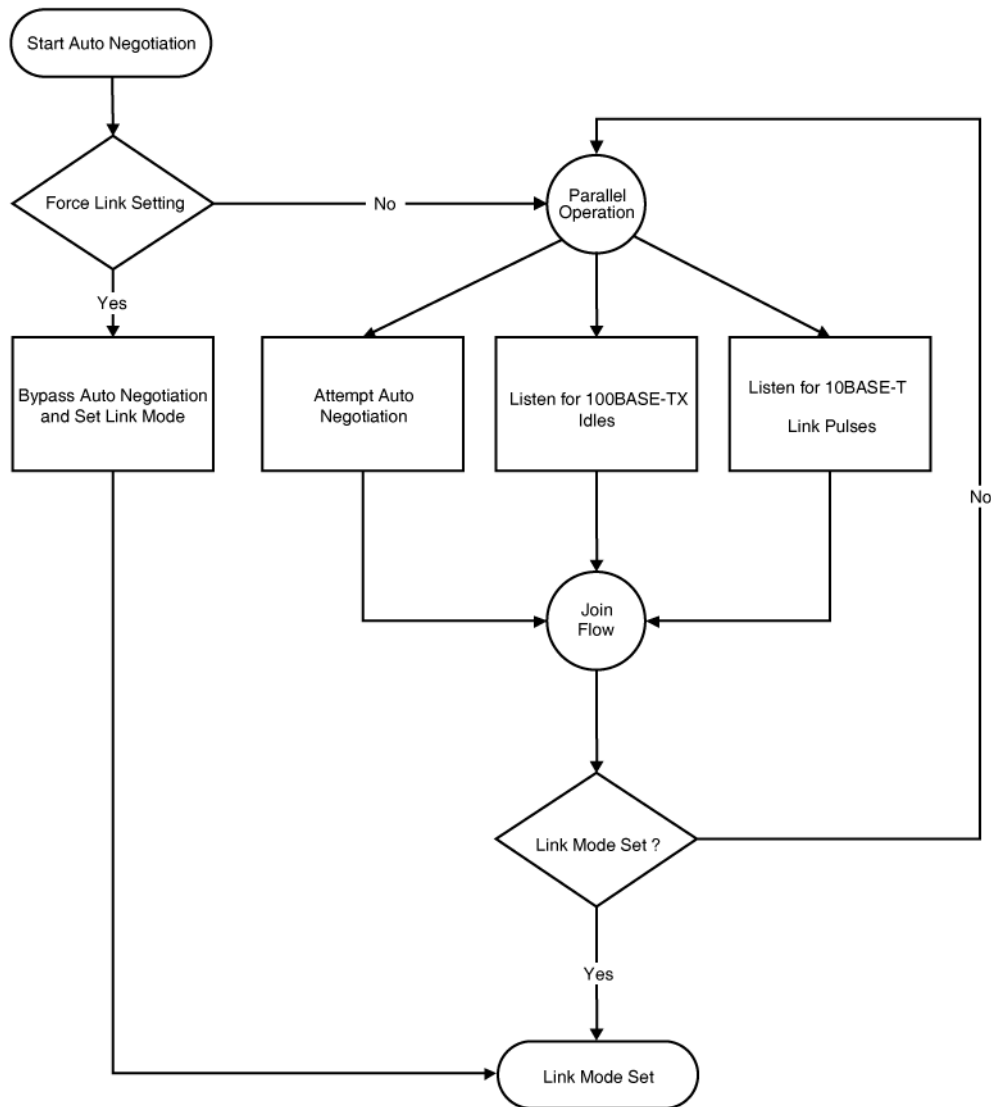 Start Auto Negotiation
Force Link Setting
No
Parallel
Operation
Yes
Bypass Auto Negotiation
and Set Link Mode
Attempt Auto
Negotiation
Listen for 100BASE-TX
Idles
Listen for 10BASE-T
Link Pulses
No
Join
Flow
Link Mode Set ?
Yes
Link Mode Set